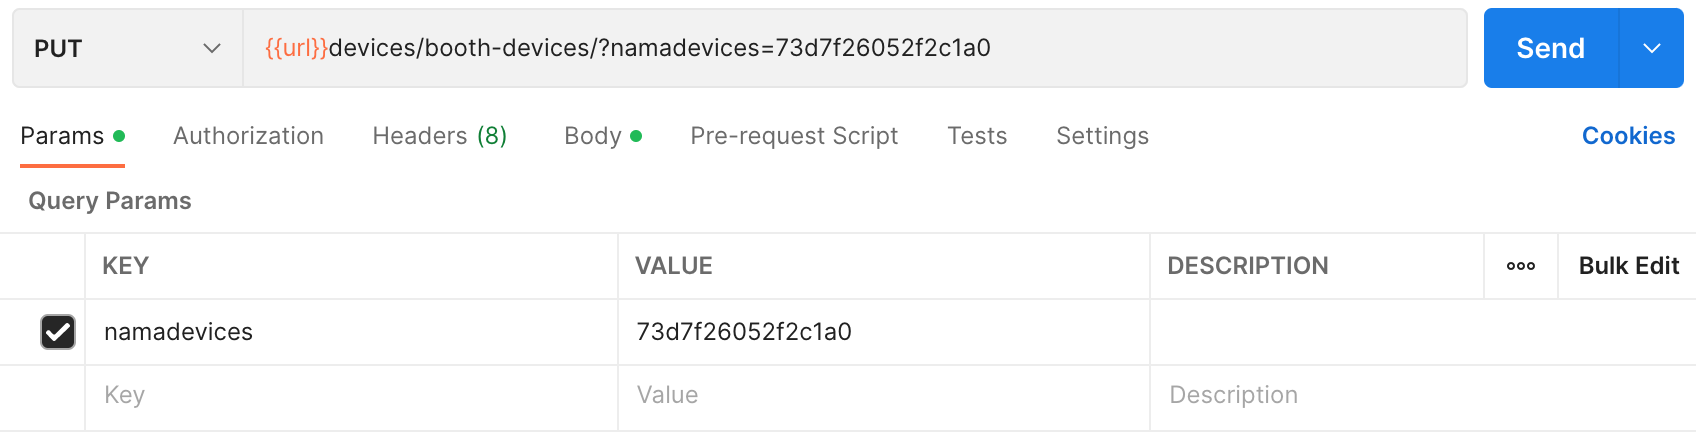 PUT {{url}}devices/booth-devices/?namadevices=73d7f26052f2c1a0 Send
Params Authorization Headers (8) Body Pre-request Script Tests Settings Cookies
Query Params
KEY VALUE DESCRIPTION ooo Bulk Edit
namadevices 73d7f26052f2c1a0
Key Value Description